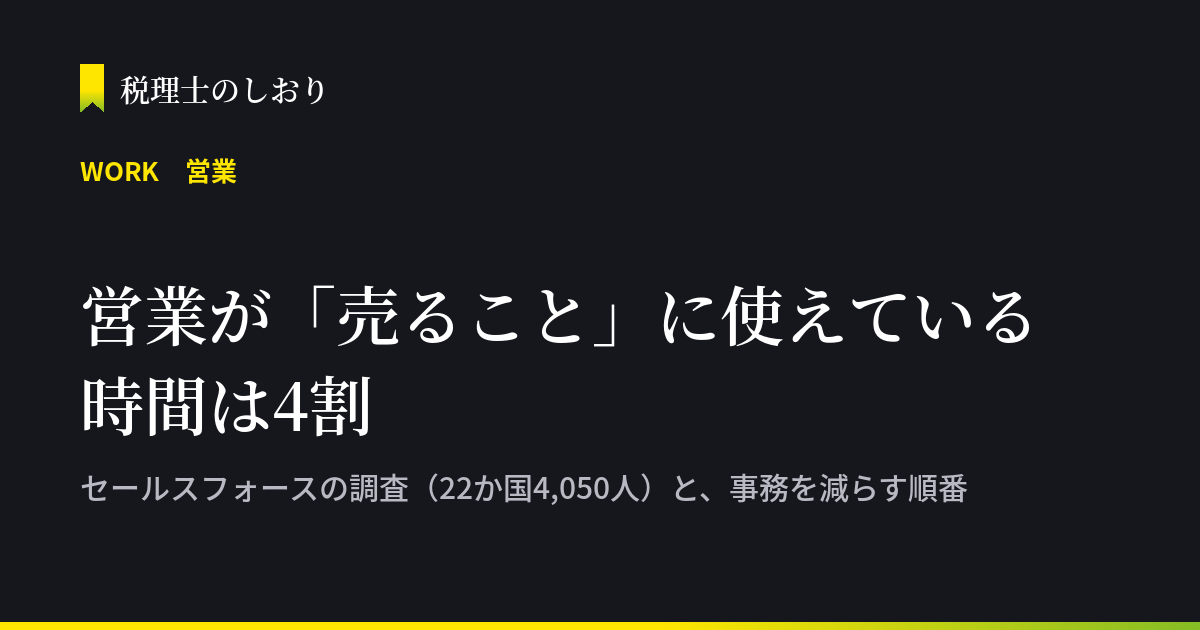 税理士のしおり
WORK　営業
営業が「売ること」に使えている
時間は4割
セールスフォースの調査（22か国4,050人）と、事務を減らす順番